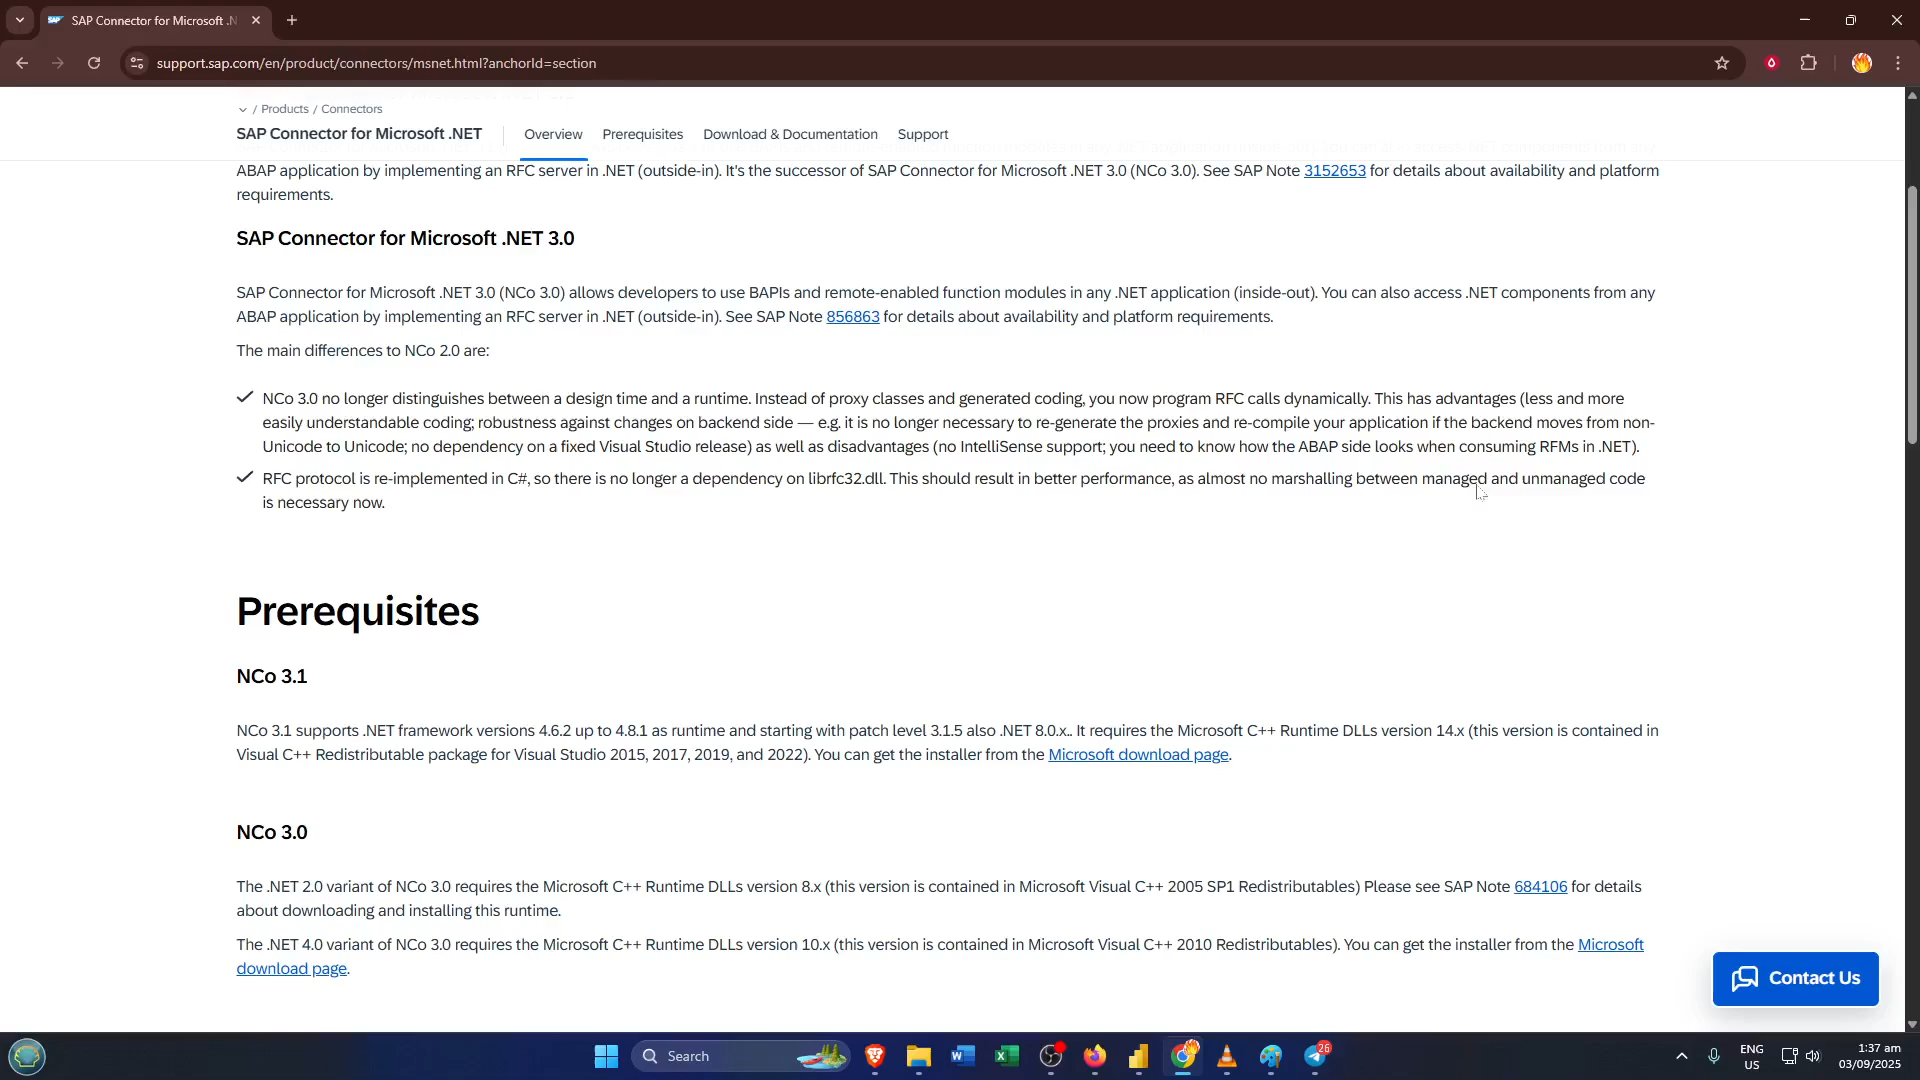 SAP Connector for Microsoft .N
support.sap.com/en/product/connectors/msnet.html?anchorId=section
/ Products / Connectors
SAP Connector for Microsoft .NET
Overview
Prerequisites
Download & Documentation
Support
ABAP application by implementing an RFC server in .NET (outside-in). It's the successor of SAP Connector for Microsoft .NET 3.0 (NCo 3.0). See SAP Note 3152653 for details about availability and platform
requirements.
SAP Connector for Microsoft .NET 3.0
SAP Connector for Microsoft .NET 3.0 (NCo 3.0) allows developers to use BAPIs and remote-enabled function modules in any .NET application (inside-out). You can also access .NET components from any
ABAP application by implementing an RFC server in .NET (outside-in). See SAP Note 856863 for details about availability and platform requirements.
The main differences to NCo 2.0 are:
NCo 3.0 no longer distinguishes between a design time and a runtime. Instead of proxy classes and generated coding, you now program RFC calls dynamically. This has advantages (less and more
easily understandable coding; robustness against changes on backend side — e.g. it is no longer necessary to re-generate the proxies and re-compile your application if the backend moves from non-
Unicode to Unicode; no dependency on a fixed Visual Studio release) as well as disadvantages (no IntelliSense support; you need to know how the ABAP side looks when consuming RFMs in .NET).
RFC protocol is re-implemented in C#, so there is no longer a dependency on librfc32.dll. This should result in better performance, as almost no marshalling between managed and unmanaged code
is necessary now.
Prerequisites
NCo 3.1
NCo 3.1 supports .NET framework versions 4.6.2 up to 4.8.1 as runtime and starting with patch level 3.1.5 also .NET 8.0.x.. It requires the Microsoft C++ Runtime DLLs version 14.x (this version is contained in
Visual C++ Redistributable package for Visual Studio 2015, 2017, 2019, and 2022). You can get the installer from the Microsoft download page.
NCo 3.0
The .NET 2.0 variant of NCo 3.0 requires the Microsoft C++ Runtime DLLs version 8.x (this version is contained in Microsoft Visual C++ 2005 SP1 Redistributables) Please see SAP Note 684106 for details
about downloading and installing this runtime.
The .NET 4.0 variant of NCo 3.0 requires the Microsoft C++ Runtime DLLs version 10.x (this version is contained in Microsoft Visual C++ 2010 Redistributables). You can get the installer from the Microsoft
download page.
Contact Us
Search
26
ENG
US
1:37 am
03/09/2025